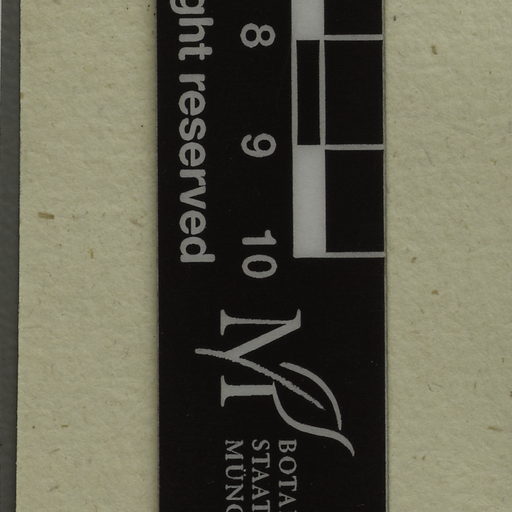 ght reserved
8 9 10
M
BOTA
STAAT
MÜNC